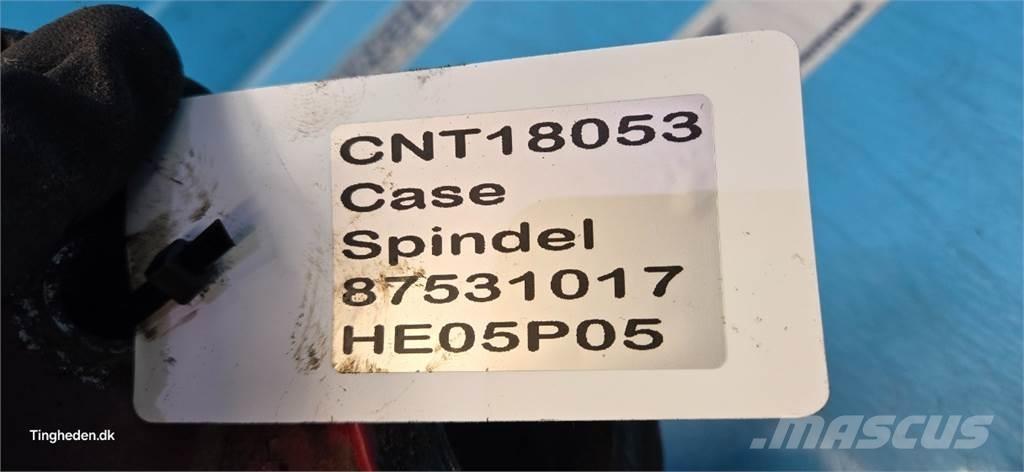 CNT18053
Case
Spindel
87531017
HE05P05
Tingheden.dk
MASCUS